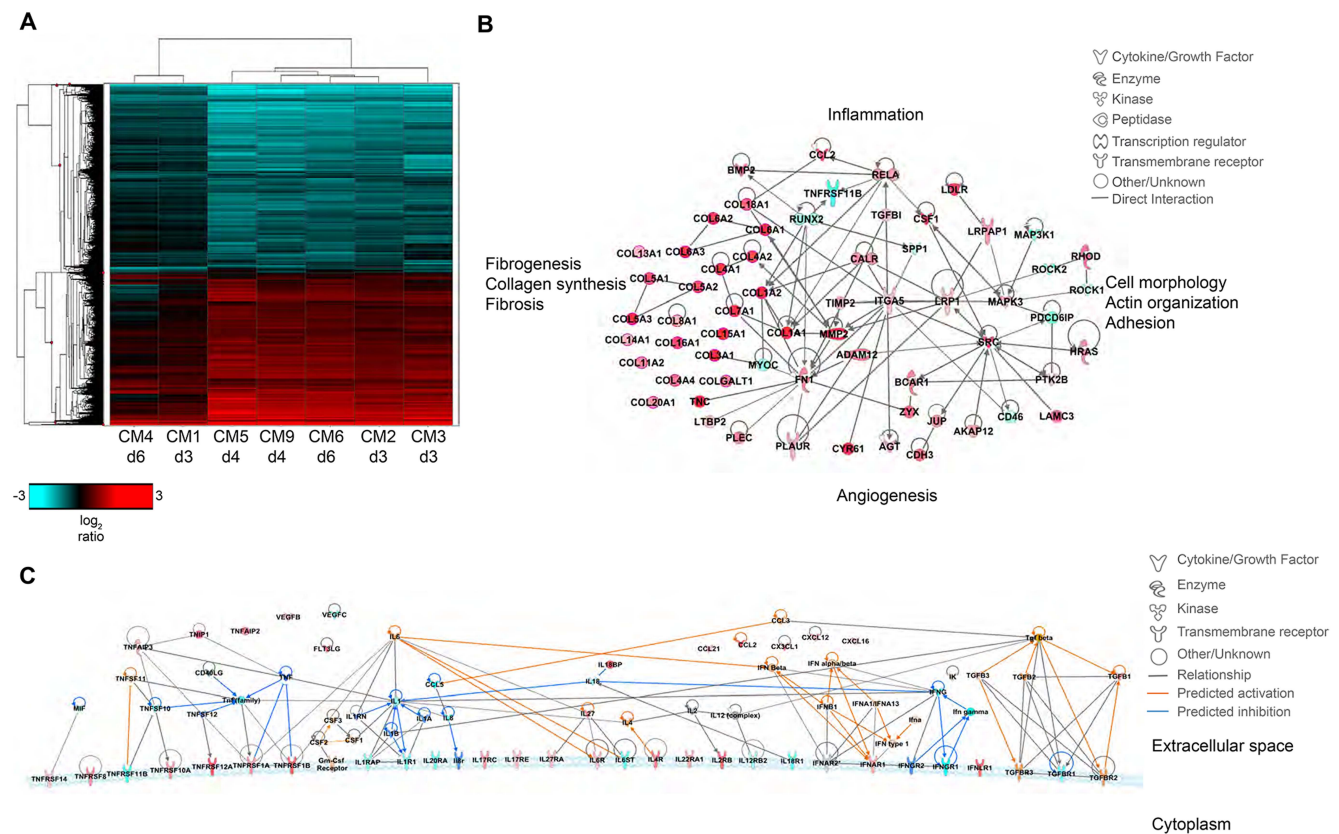 A
CM4 CM1 CM5 CM9 CM6 CM2 CM3
d6 d3 d4 d4 d6 d3 d3
-3 3
log2
ratio
B
Inflammation
Fibrogenesis
Collagen synthesis
Fibrosis
Cell morphology
Actin organization
Adhesion
Angiogenesis
Cytokine/Growth Factor
Enzyme
Kinase
Peptidase
Transcription regulator
Transmembrane receptor
Other/Unknown
Direct Interaction
CCL2
BMP2
RELA
TNFRSF11B
LDLR
COL18A1
COL6A2
RUNX2
TGFBI
CSF1
COL6A1
LRPAP1
MAP3K1
COL13A1
COL6A3
COL4A2
SPP1
CALR
RHOD
COL4A1
ROCK2
COL5A1
COL5A2
COL1A2
ROCK1
TIMP2
ITGA5
LRP1
MAPK3
COL7A1
COL5A3
COL8A1
PDCD6IP
COL15A1
COL1A1
MMP2
COL14A1
COL16A1
SRC
COL3A1
ADAM12
HRAS
COL11A2
MYOC
COL4A4
COLGALT1
FN1
BCAR1
PTK2B
COL20A1
TNC
ZYX
CD46
LAMC3
LTBP2
JUP
AKAP12
PLEC
PLAUR
CYR61
AGT
CDH3
C
Cytokine/Growth Factor
Enzyme
Kinase
Transmembrane receptor
Other/Unknown
Relationship
Predicted activation
Predicted inhibition
Extracellular space
Cytoplasm
VEGFB
VEGFC
CCL3
TNIP1
TNFAIP2
IL6
CXCL12
CXCL16
Tgf beta
TNFAIP3
FLT3LG
CCL21
CCL2
CX3CL1
IL18BP
IFN Beta
IFN alpha/beta
CD40LG
TNF
TNFSF11
CCL5
IL18
IK
IFNG
TGFB3
TGFB2
TGFB1
MIF
TNFSF10
Tnf (family)
IL1
IFNB1
IFNA1/IFNA13
TNFSF12
CSF3
IL1RN
IL1A
IL8
IL27
IL4
IL2
IL12 (complex)
Ifna
Ifn gamma
IL1B
CSF2
CSF1
IFN type 1
Gm-Csf
Receptor
TNFRSF14
TNFRSF8
TNFRSF11B
TNFRSF10A
TNFRSF12A
TNFRSF1A
TNFRSF1B
IL1RAP
IL1R1
IL20RA
Il8r
IL17RC
IL17RE
IL27RA
IL6R
IL6ST
IL4R
IL22RA1
IL2RB
IL12RB2
IL18R1
IFNAR2
IFNAR1
IFNGR2
IFNGR1
IFNLR1
TGFBR3
TGFBR1
TGFBR2